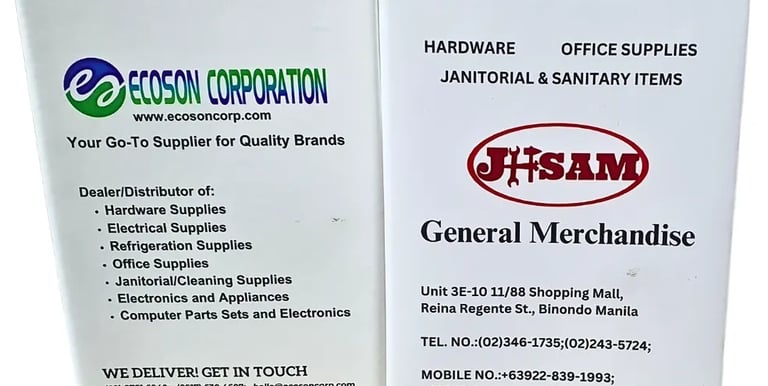 ECOSON CORPORATION
www.ecosoncorp.com
Your Go-To Supplier for Quality Brands
Dealer/Distributor of:
• Hardware Supplies
• Electrical Supplies
• Refrigeration Supplies
• Office Supplies
• Janitorial/Cleaning Supplies
• Electronics and Appliances
• Computer Parts Sets and Electronics
WE DELIVER! GET IN TOUCH
HARDWARE OFFICE SUPPLIES
JANITORIAL & SANITARY ITEMS
JHSAM
General Merchandise
Unit 3E-10 11/88 Shopping Mall,
Reina Regente St., Binondo Manila
TEL. NO.:(02)346-1735;(02)243-5724;
MOBILE NO.:+63922-839-1993;